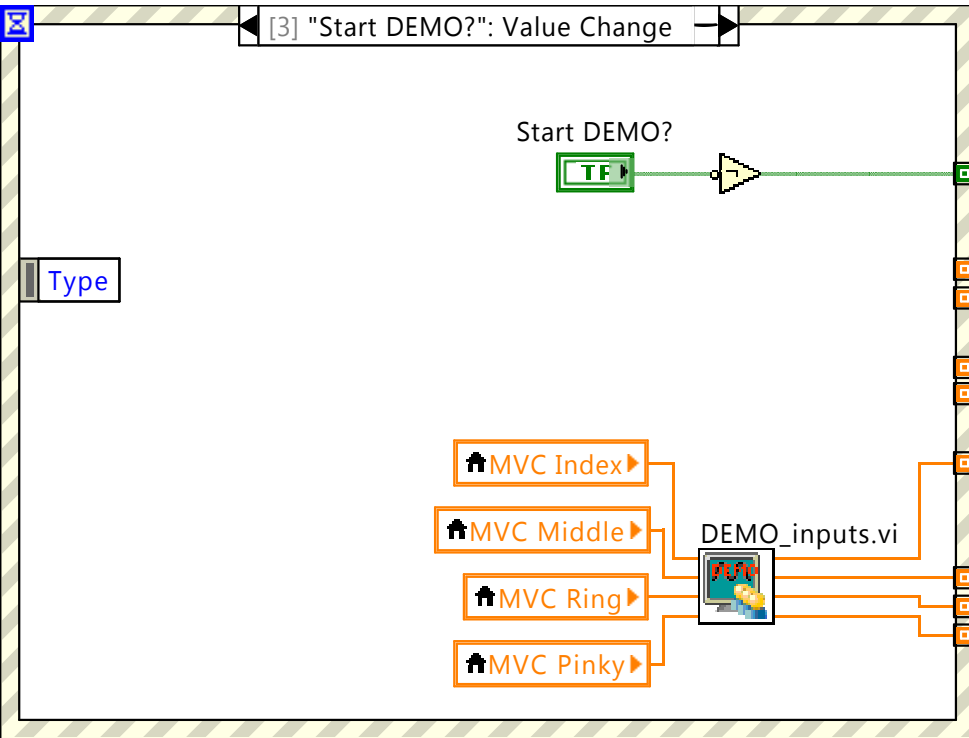 [3] "Start DEMO?": Value Change
Start DEMO?
TF
Type
MVC Index
MVC Middle
DEMO_inputs.vi
DEMO
MVC Ring
MVC Pinky